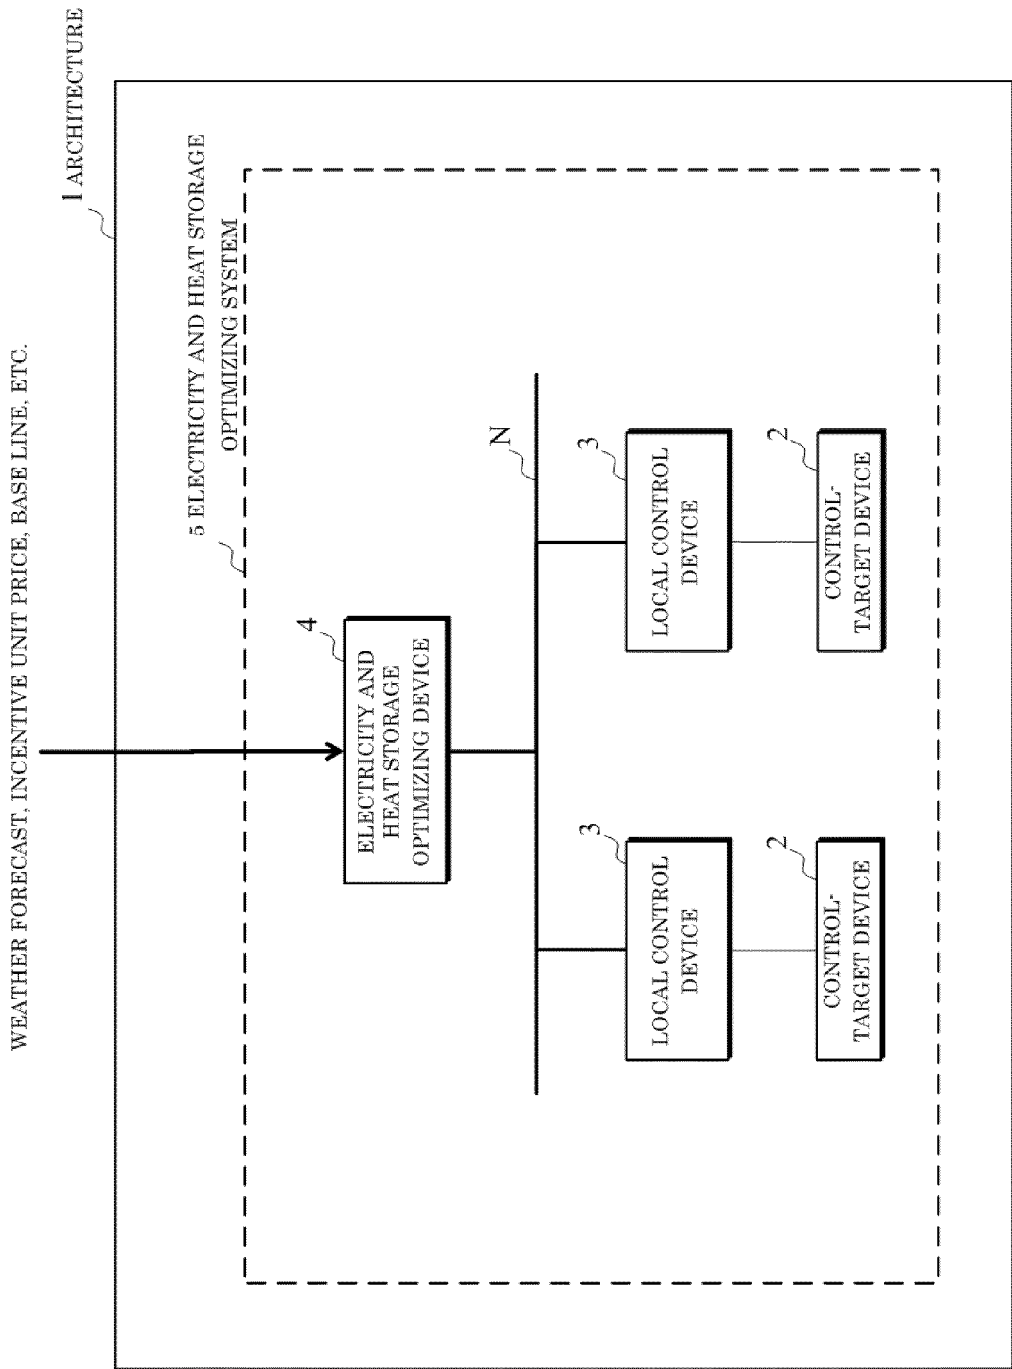 WEATHER FORECAST, INCENTIVE UNIT PRICE, BASE LINE, ETC.
1 ARCHITECTURE
5 ELECTRICITY AND HEAT STORAGE
OPTIMIZING SYSTEM
4
ELECTRICITY AND
HEAT STORAGE
OPTIMIZING DEVICE
N
3
LOCAL CONTROL
DEVICE
3
LOCAL CONTROL
DEVICE
2
CONTROL-
TARGET DEVICE
2
CONTROL-
TARGET DEVICE